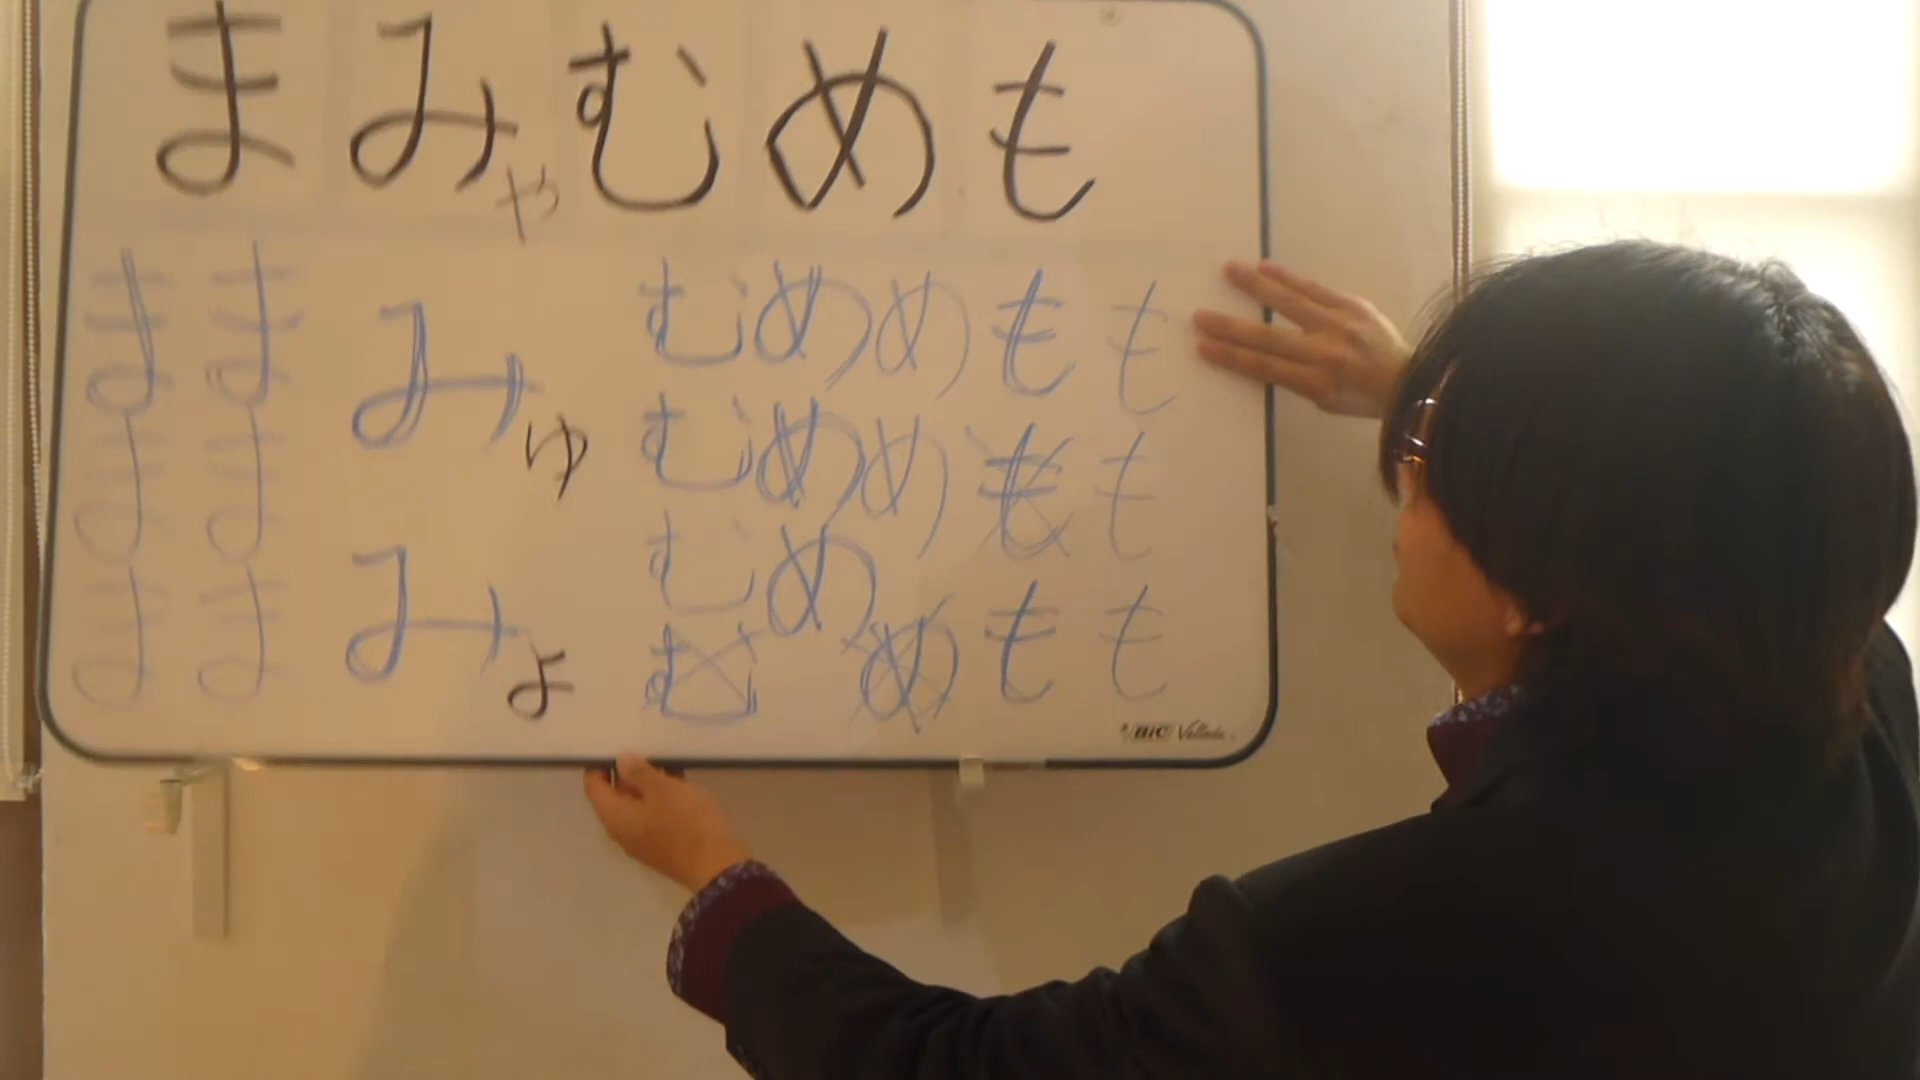 まみゃむめも
まま みゅ むめめもも
まま むめめもも
まま みょ むめ
むめもも
BIC Velleda